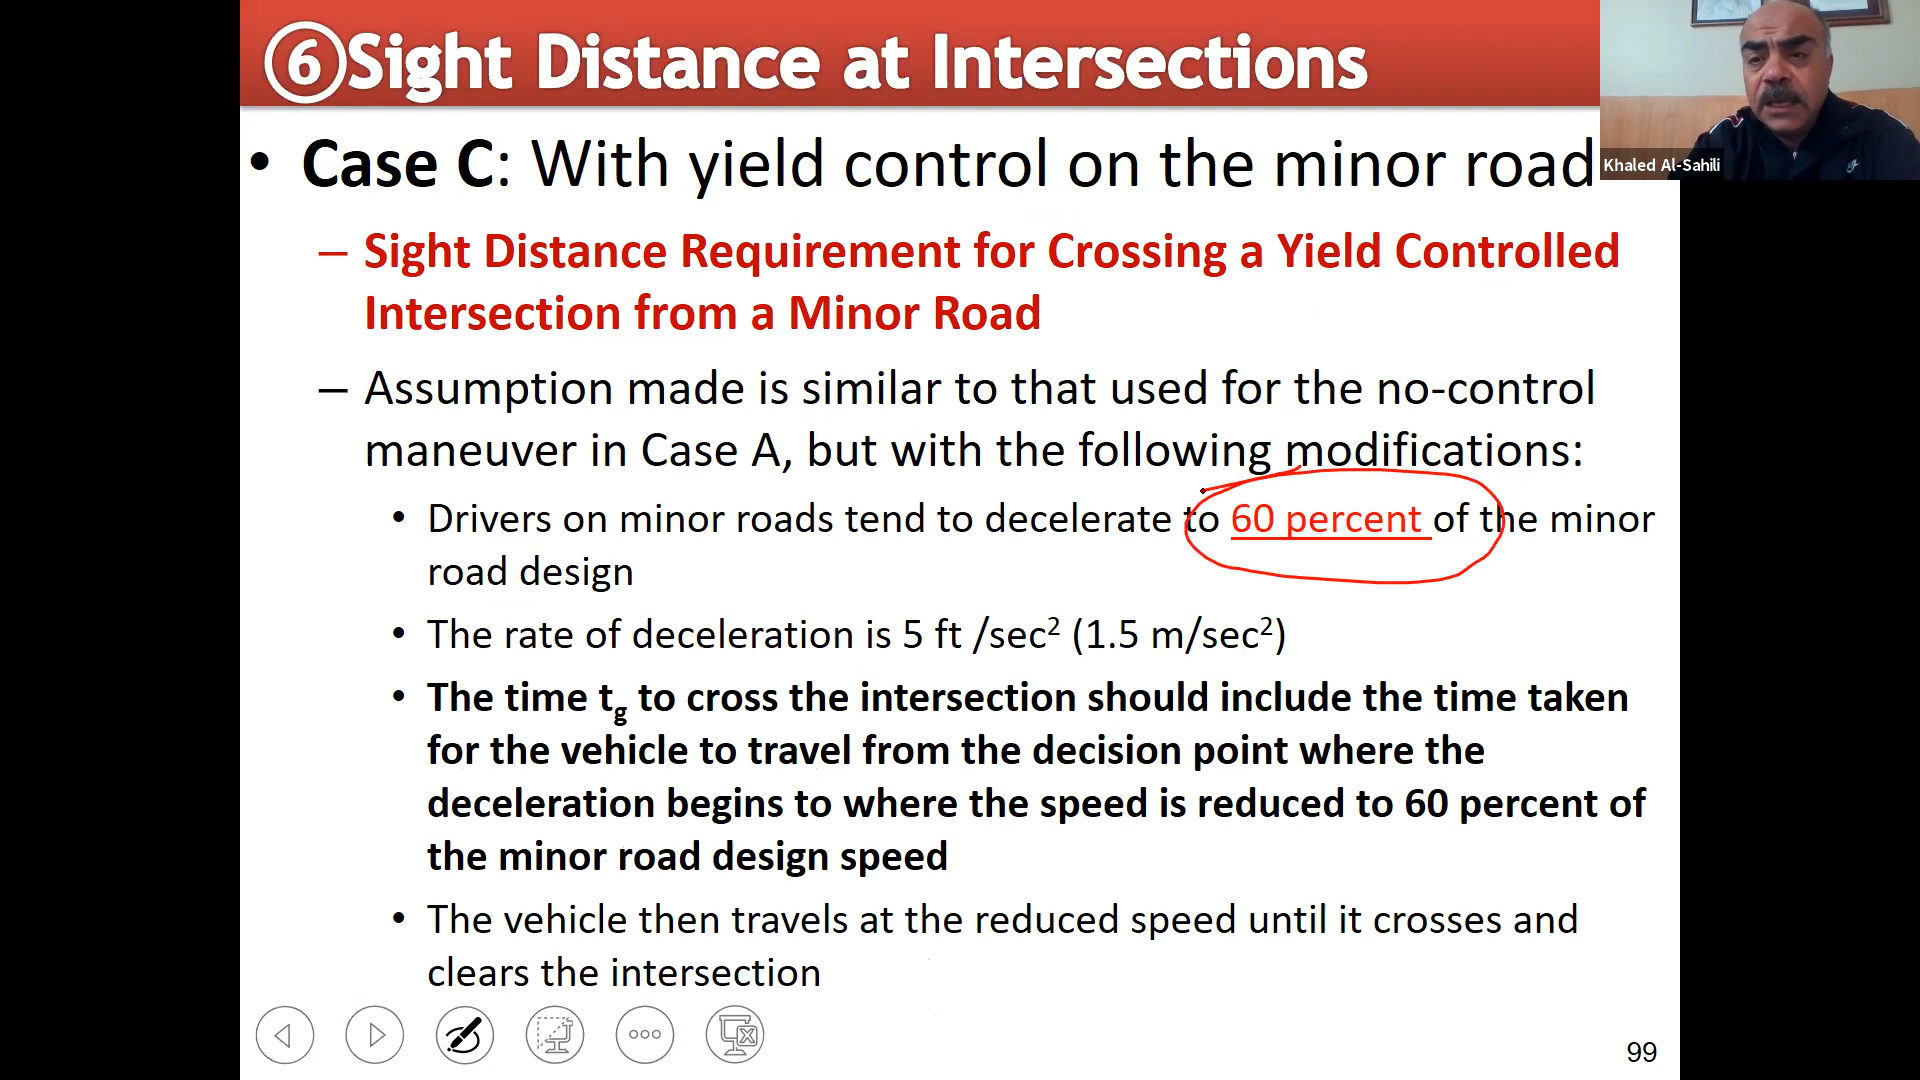 ⑥Sight Distance at Intersections
• Case C: With yield control on the minor road
Khaled Al-Sahili
– Sight Distance Requirement for Crossing a Yield Controlled
Intersection from a Minor Road
– Assumption made is similar to that used for the no-control
maneuver in Case A, but with the following modifications:
• Drivers on minor roads tend to decelerate to 60 percent of the minor
road design
• The rate of deceleration is 5 ft /sec² (1.5 m/sec²)
• The time tg to cross the intersection should include the time taken
for the vehicle to travel from the decision point where the
deceleration begins to where the speed is reduced to 60 percent of
the minor road design speed
• The vehicle then travels at the reduced speed until it crosses and
clears the intersection
99